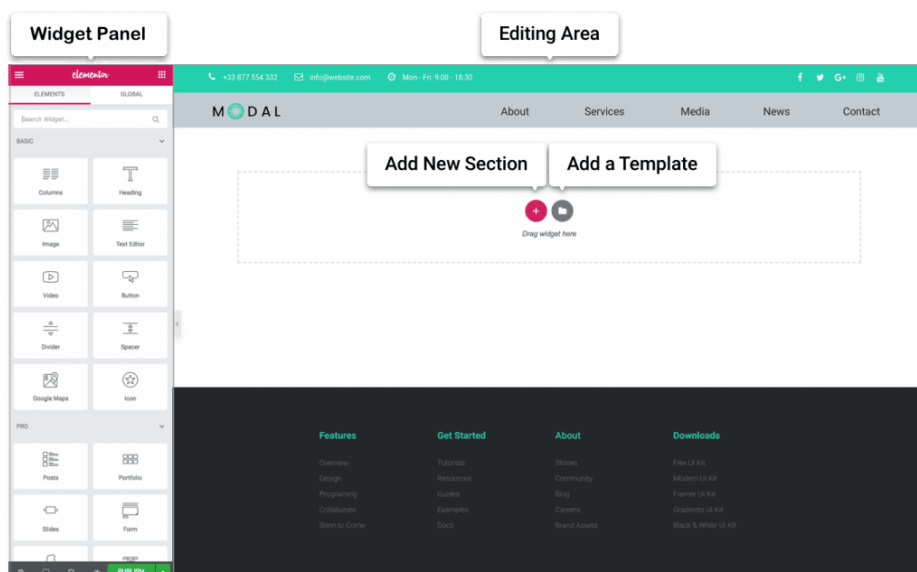 Widget Panel
Editing Area
elementor
ELEMENTS GLOBAL
Search Widget...
BASIC
Columns Heading
Image Text Editor
Video Button
Divider Spacer
Google Maps Icon
PRO
Posts Portfolio
Slides Form
PUBLISH
+33 877 554 332 info@website.com Mon - Fri: 9:00 - 18:30
MODAL About Services Media News Contact
Add New Section Add a Template
Drag widget here
Features Get Started About Downloads
Overview Tutorials Stories Flex UI Kit
Design Resources Community Modern UI Kit
Programing Guides Blog Framer UI Kit
Collaborate Examples Careers Gradients UI Kit
Soon to Come Docs Brand Assets Black & White UI Kit